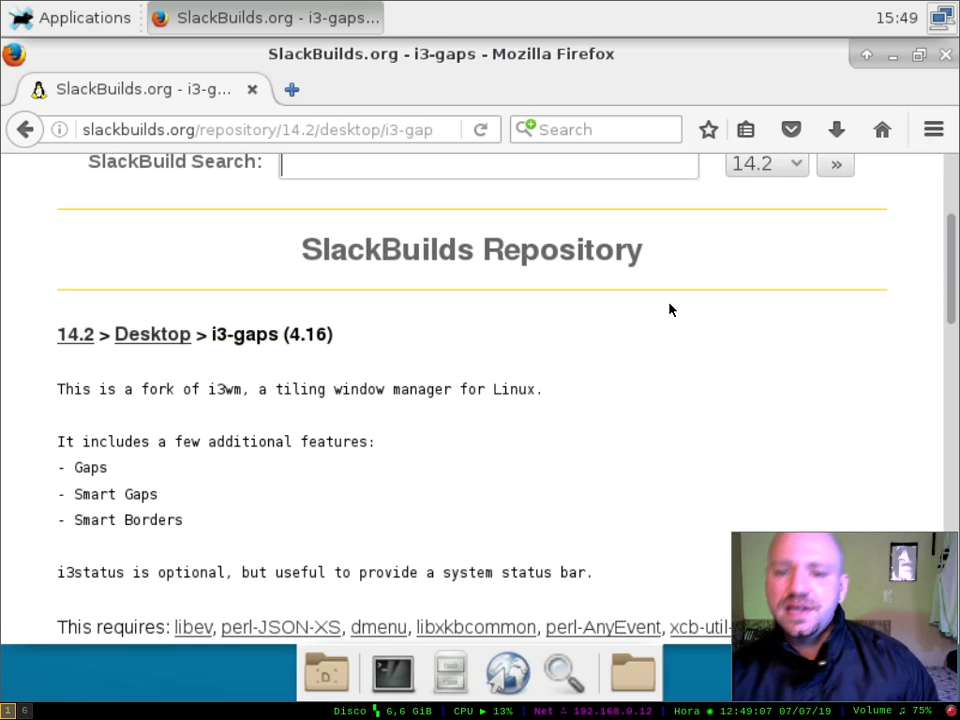 Applications
SlackBuilds.org - i3-gaps...
15:49
SlackBuilds.org - i3-gaps - Mozilla Firefox
SlackBuilds.org - i3-g...
slackbuilds.org/repository/14.2/desktop/i3-gap
Search
SlackBuild Search:
14.2
»
SlackBuilds Repository
14.2 > Desktop > i3-gaps (4.16)
This is a fork of i3wm, a tiling window manager for Linux.
It includes a few additional features:
- Gaps
- Smart Gaps
- Smart Borders
i3status is optional, but useful to provide a system status bar.
This requires: libev, perl-JSON-XS, dmenu, libxkbcommon, perl-AnyEvent, xcb-util-
1 6
Disco 6,6 GiB | CPU ▶ 13% | Net ∴ 192.168.0.12 | Hora ◉ 12:49:07 07/07/19 | Volume ♫ 75%